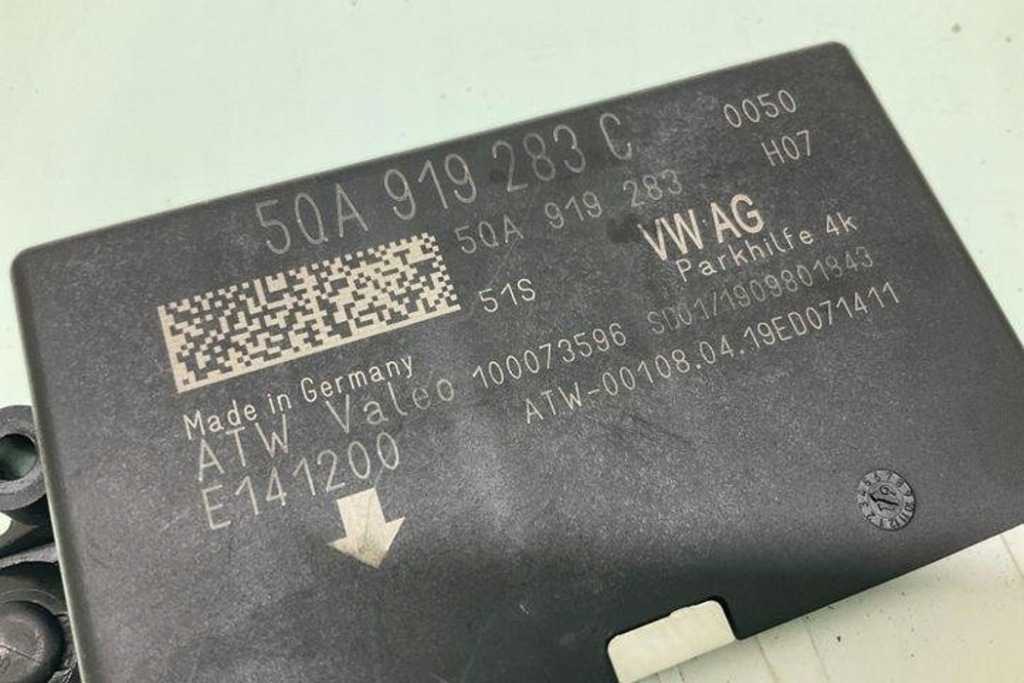 5QA 919 283 C
0050
5QA 919 283
H07
51S
VW AG
Parkhilfe 4k
Made in Germany
ATW Valeo 100073596 SD01/1909801843
E141200
ATW-00108.04.19ED071411
19